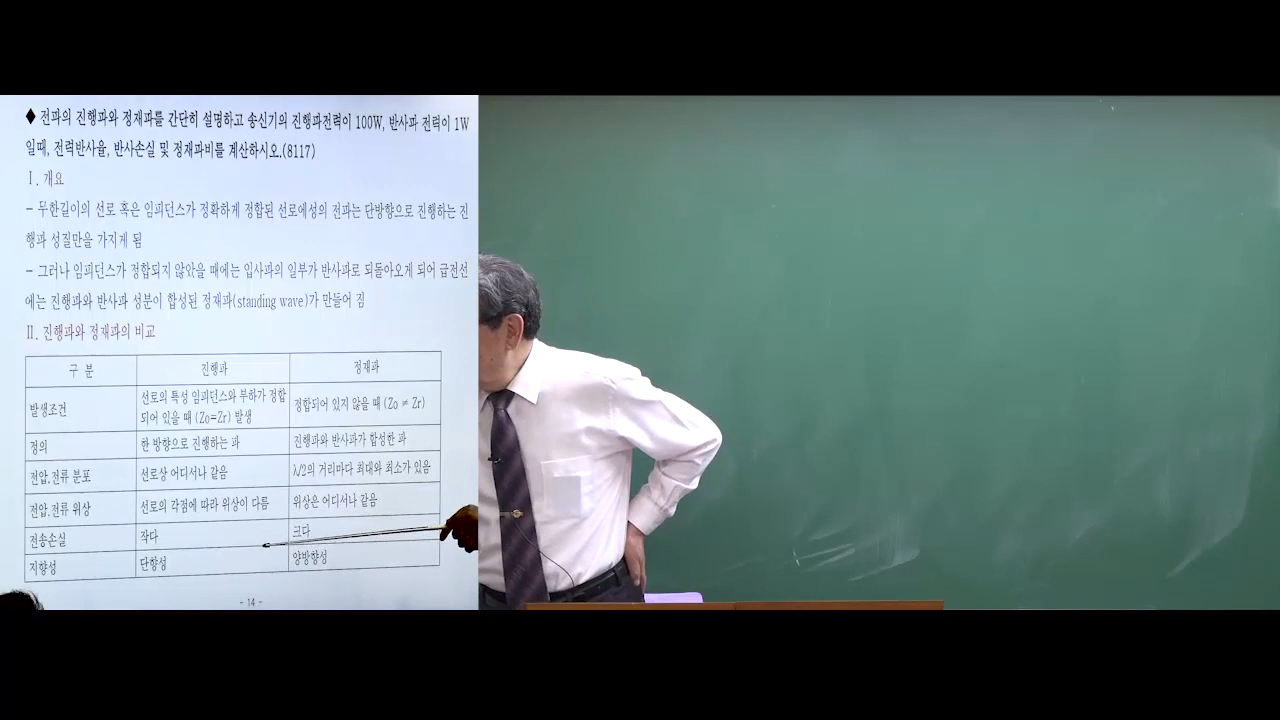 ◆ 전파의 진행파와 정재파를 간단히 설명하고 송신기의 진행파전력이 100W, 반사파 전력이 1W
일때, 전력반사율, 반사손실 및 정재파비를 계산하시오.(8117)
Ⅰ. 개요
- 무한길이의 선로 혹은 임피던스가 정확하게 정합된 선로에성의 전파는 단방향으로 진행하는 진
행파 성질만을 가지게 됨
- 그러나 임피던스가 정합되지 않았을 때에는 입사파의 일부가 반사파로 되돌아오게 되어 급전선
에는 진행파와 반사파 성분이 합성된 정재파(standing wave)가 만들어 짐
Ⅱ. 진행파와 정재파의 비교
구 분 진행파 정재파
발생조건 선로의 특성 임피던스와 부하가 정합
되어 있을 때 (Zo=Zr) 발생 정합되어 있지 않을 때 (Zo ≠ Zr)
정의 한 방향으로 진행하는 파 진행파와 반사파가 합성한 파
전압.전류 분포 선로상 어디서나 같음 λ/2의 거리마다 최대와 최소가 있음
전압.전류 위상 선로의 각점에 따라 위상이 다름 위상은 어디서나 같음
전송손실 작다 크다
지향성 단향성 양방향성
- 14 -